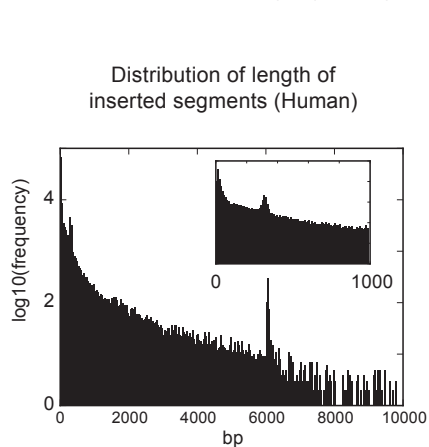 Distribution of length of
inserted segments (Human)
log10(frequency)
4
2
0
0 1000
0 2000 4000 6000 8000 10000
bp